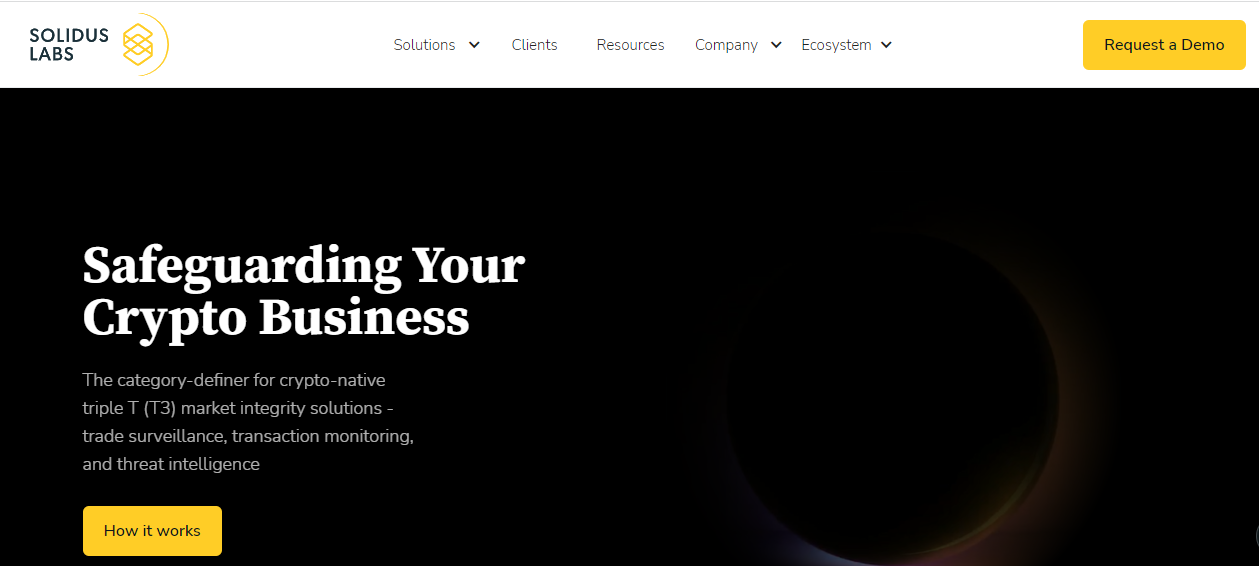 SOLIDUS
LABS
Solutions
Clients
Resources
Company
Ecosystem
Request a Demo
Safeguarding Your
Crypto Business
The category-definer for crypto-native
triple T (T3) market integrity solutions -
trade surveillance, transaction monitoring,
and threat intelligence
How it works